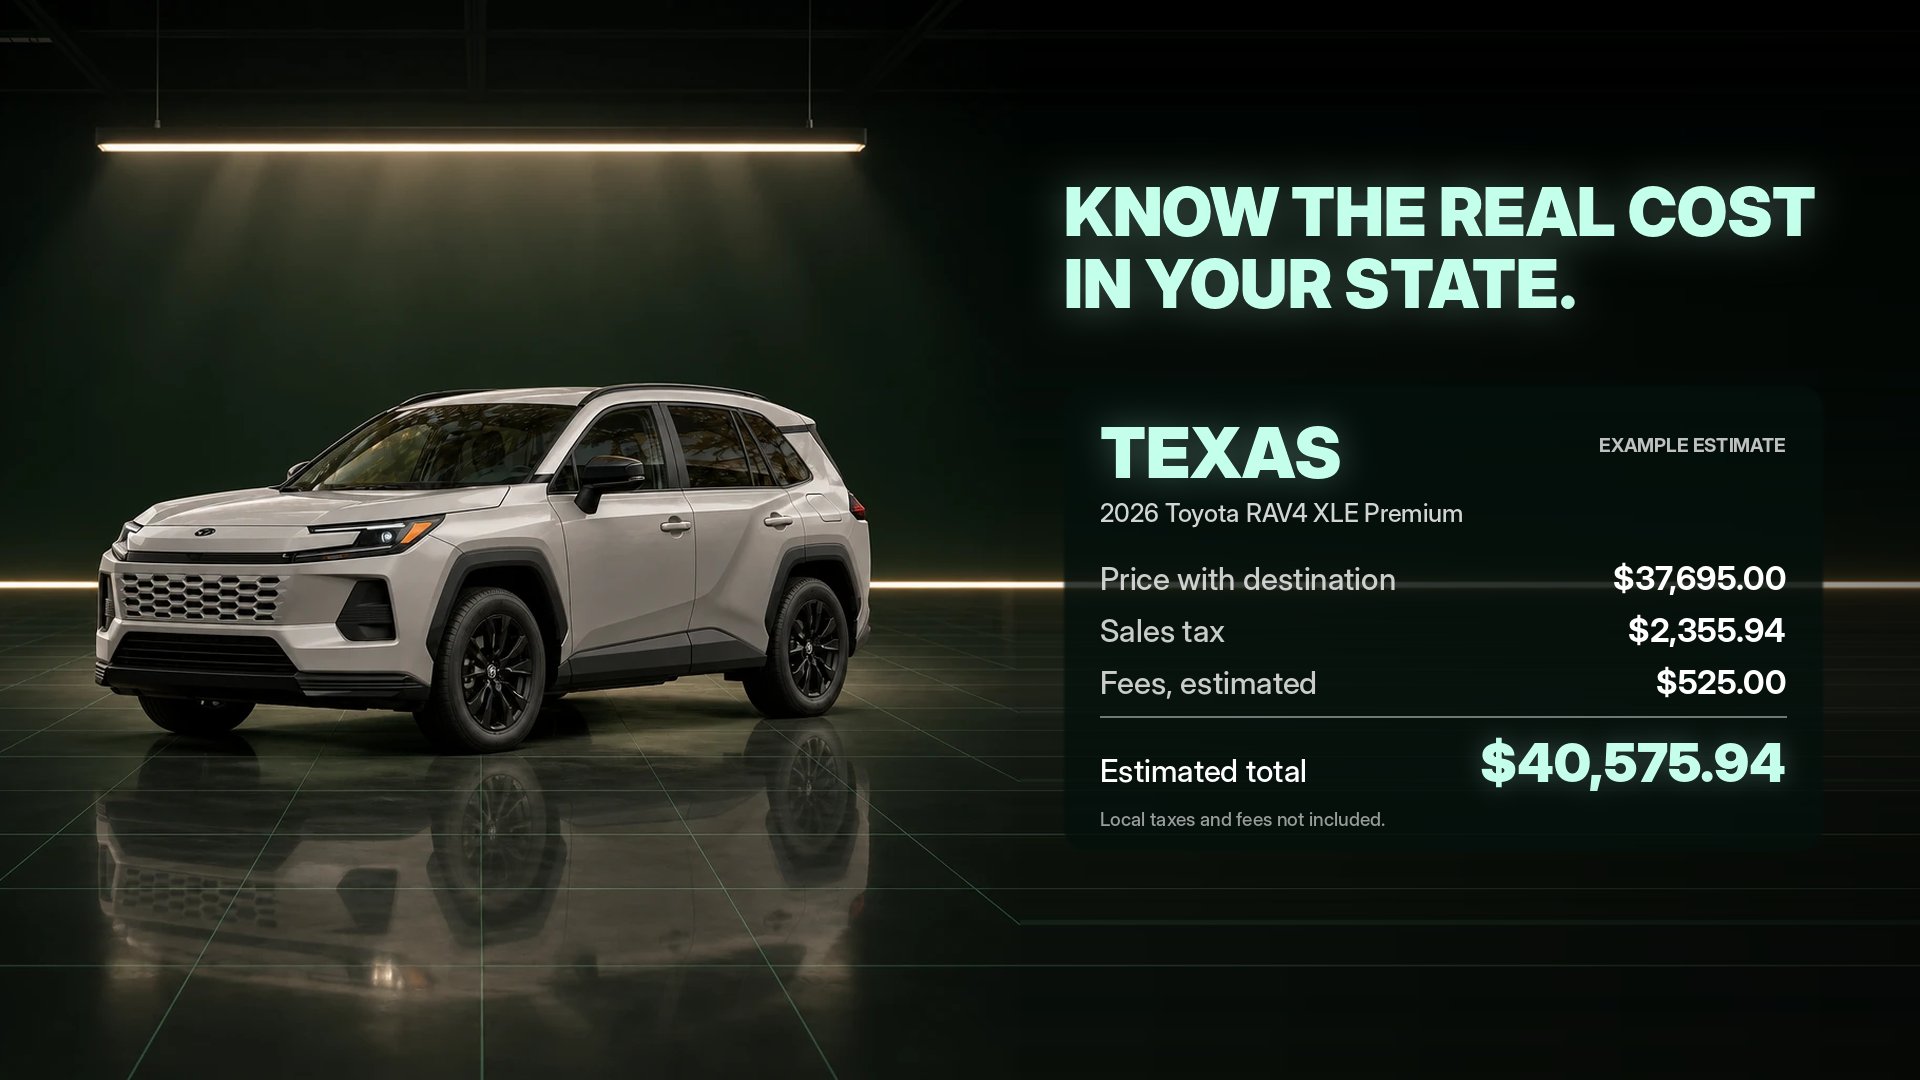 KNOW THE REAL COST
IN YOUR STATE.
TEXAS
EXAMPLE ESTIMATE
2026 Toyota RAV4 XLE Premium
Price with destination $37,695.00
Sales tax $2,355.94
Fees, estimated $525.00
Estimated total $40,575.94
Local taxes and fees not included.